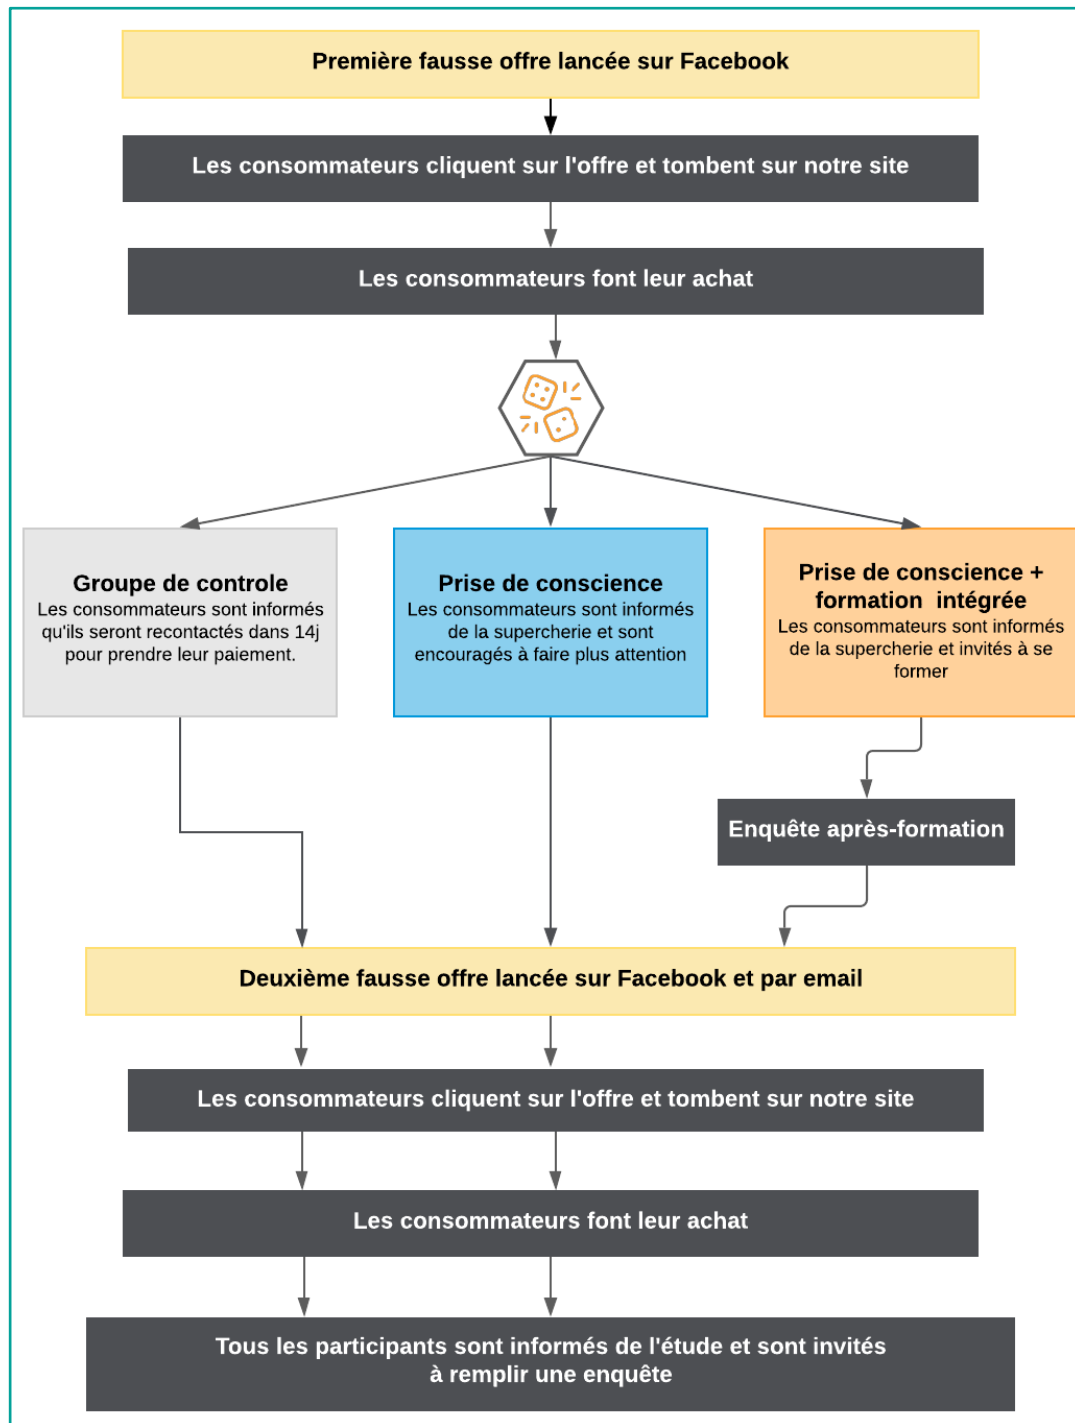 Première fausse offre lancée sur Facebook
Les consommateurs cliquent sur l'offre et tombent sur notre site
Les consommateurs font leur achat
Groupe de controle
Les consommateurs sont informés
qu'ils seront recontactés dans 14j
pour prendre leur paiement.
Prise de conscience
Les consommateurs sont informés
de la supercherie et sont
encouragés à faire plus attention
Prise de conscience +
formation intégrée
Les consommateurs sont informés
de la supercherie et invités à se
former
Enquête après-formation
Deuxième fausse offre lancée sur Facebook et par email
Les consommateurs cliquent sur l'offre et tombent sur notre site
Les consommateurs font leur achat
Tous les participants sont informés de l'étude et sont invités
à remplir une enquête